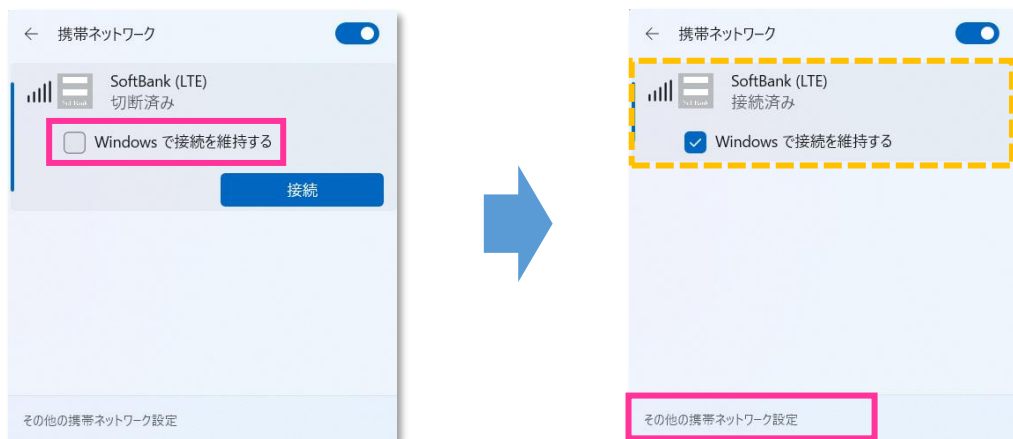 携帯ネットワーク
SoftBank (LTE)
切断済み
Windows で接続を維持する
接続
その他の携帯ネットワーク設定
携帯ネットワーク
SoftBank (LTE)
接続済み
Windows で接続を維持する
その他の携帯ネットワーク設定